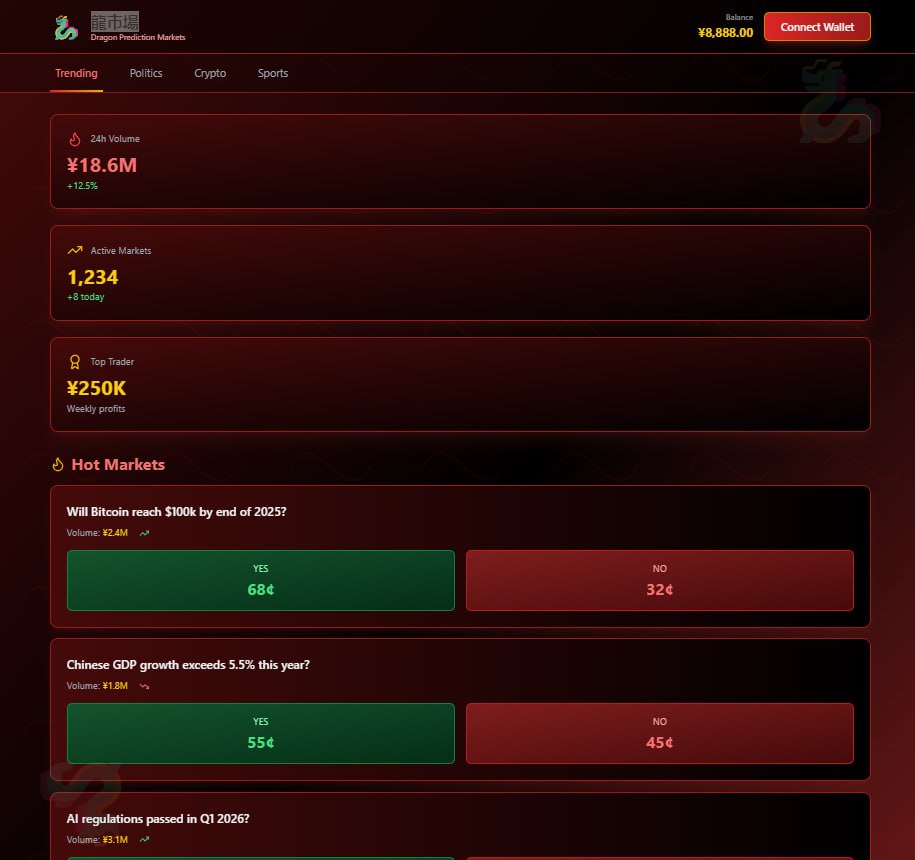 龍市場
Dragon Prediction Markets
Balance
¥8,888.00
Connect Wallet
Trending Politics Crypto Sports
24h Volume
¥18.6M
+12.5%
Active Markets
1,234
+8 today
Top Trader
¥250K
Weekly profits
Hot Markets
Will Bitcoin reach $100k by end of 2025?
Volume: ¥2.4M
YES NO
68¢ 32¢
Chinese GDP growth exceeds 5.5% this year?
Volume: ¥1.8M
YES NO
55¢ 45¢
AI regulations passed in Q1 2026?
Volume: ¥3.1M